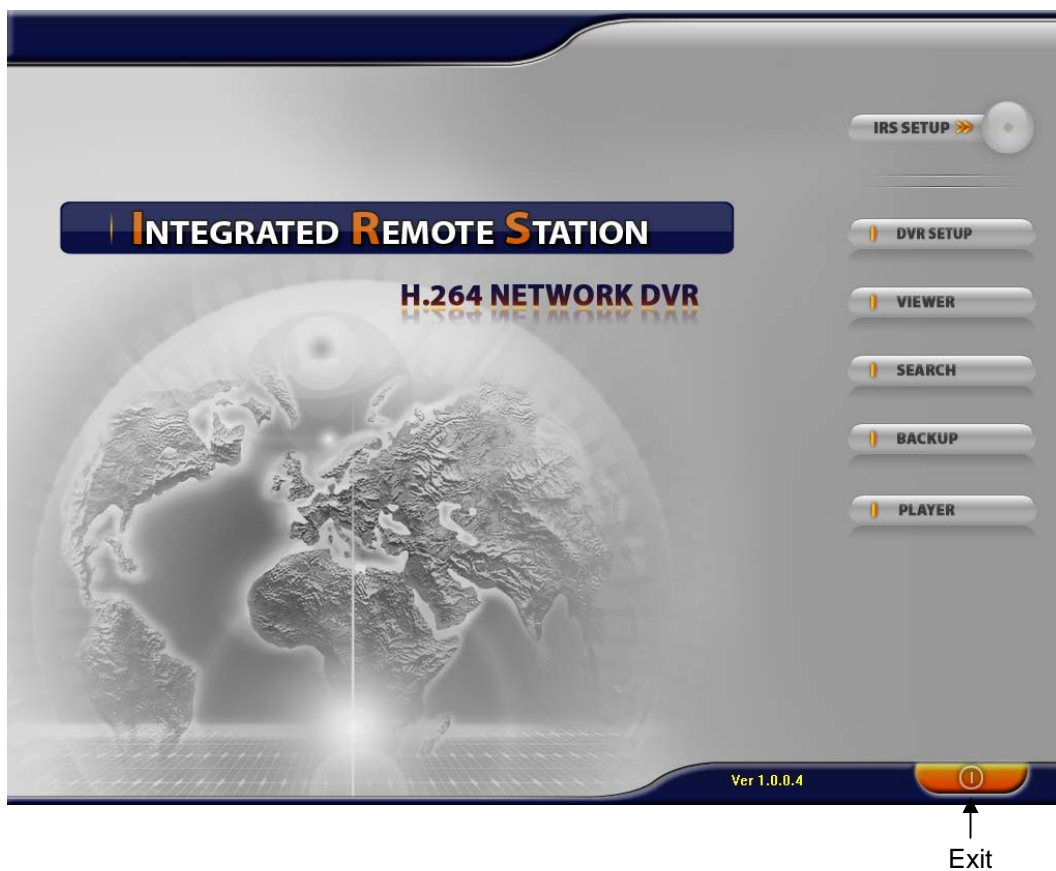 IRS SETUP
INTEGRATED REMOTE STATION
H.264 NETWORK DVR
DVR SETUP
VIEWER
SEARCH
BACKUP
PLAYER
Ver 1.0.0.4
Exit